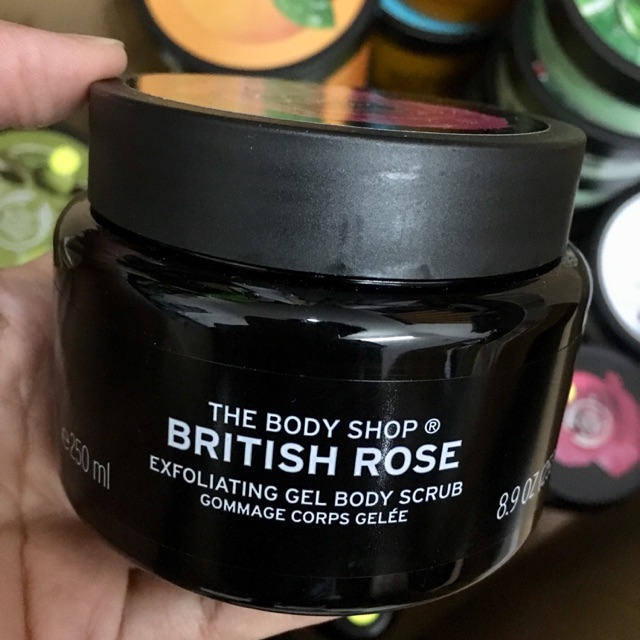 THE BODY SHOP ®
BRITISH ROSE
EXFOLIATING GEL BODY SCRUB
GOMMAGE CORPS GELÉE
e 250 ml
8.9 OZ